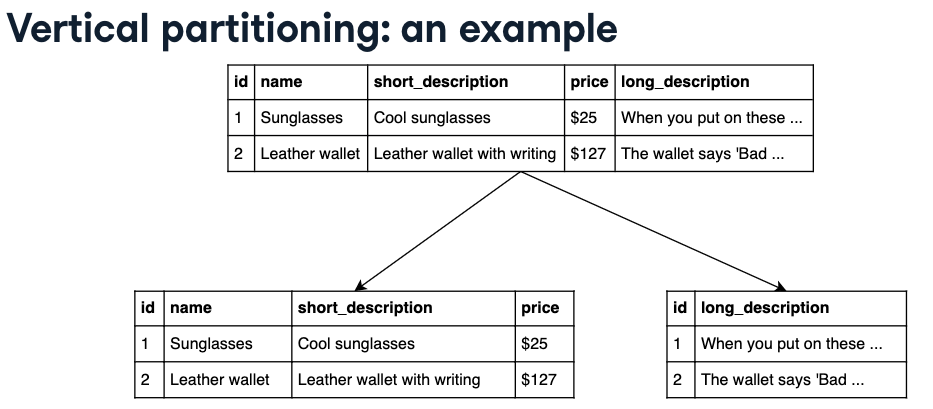 Vertical partitioning: an example
id name short_description price long_description
1 Sunglasses Cool sunglasses $25 When you put on these ...
2 Leather wallet Leather wallet with writing $127 The wallet says 'Bad ...
id name short_description price
1 Sunglasses Cool sunglasses $25
2 Leather wallet Leather wallet with writing $127
id long_description
1 When you put on these ...
2 The wallet says 'Bad ...